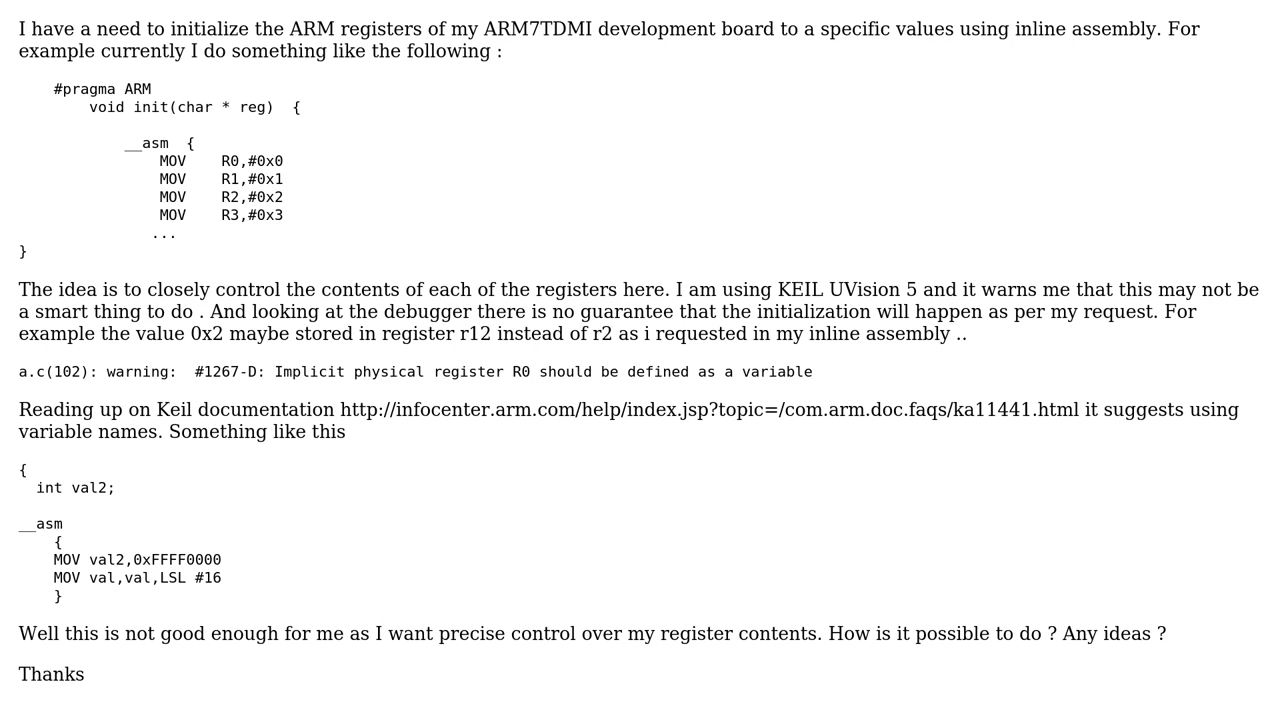 I have a need to initialize the ARM registers of my ARM7TDMI development board to a specific values using inline assembly. For
example currently I do something like the following :
#pragma ARM
void init(char * reg)  {
__asm  {
MOV    R0,#0x0
MOV    R1,#0x1
MOV    R2,#0x2
MOV    R3,#0x3
...
}
The idea is to closely control the contents of each of the registers here. I am using KEIL UVision 5 and it warns me that this may not be
a smart thing to do . And looking at the debugger there is no guarantee that the initialization will happen as per my request. For
example the value 0x2 maybe stored in register r12 instead of r2 as i requested in my inline assembly ..
a.c(102): warning:  #1267-D: Implicit physical register R0 should be defined as a variable
Reading up on Keil documentation http://infocenter.arm.com/help/index.jsp?topic=/com.arm.doc.faqs/ka11441.html it suggests using
variable names. Something like this
{
int val2;
__asm
{
MOV val2,0xFFFF0000
MOV val,val,LSL #16
}
Well this is not good enough for me as I want precise control over my register contents. How is it possible to do ? Any ideas ?
Thanks